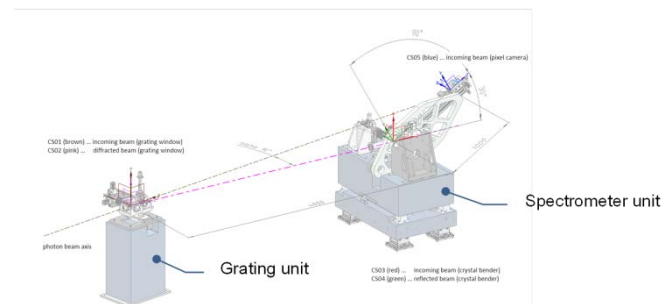 CS05 (blue) ... incoming beam (pixel camera)
CS01 (brown) ... incoming beam (grating window)
CS02 (pink) ... diffracted beam (grating window)
Spectrometer unit
photon beam axis
Grating unit
CS03 (red) ... incoming beam (crystal bender)
CS04 (green) ... reflected beam (crystal bender)